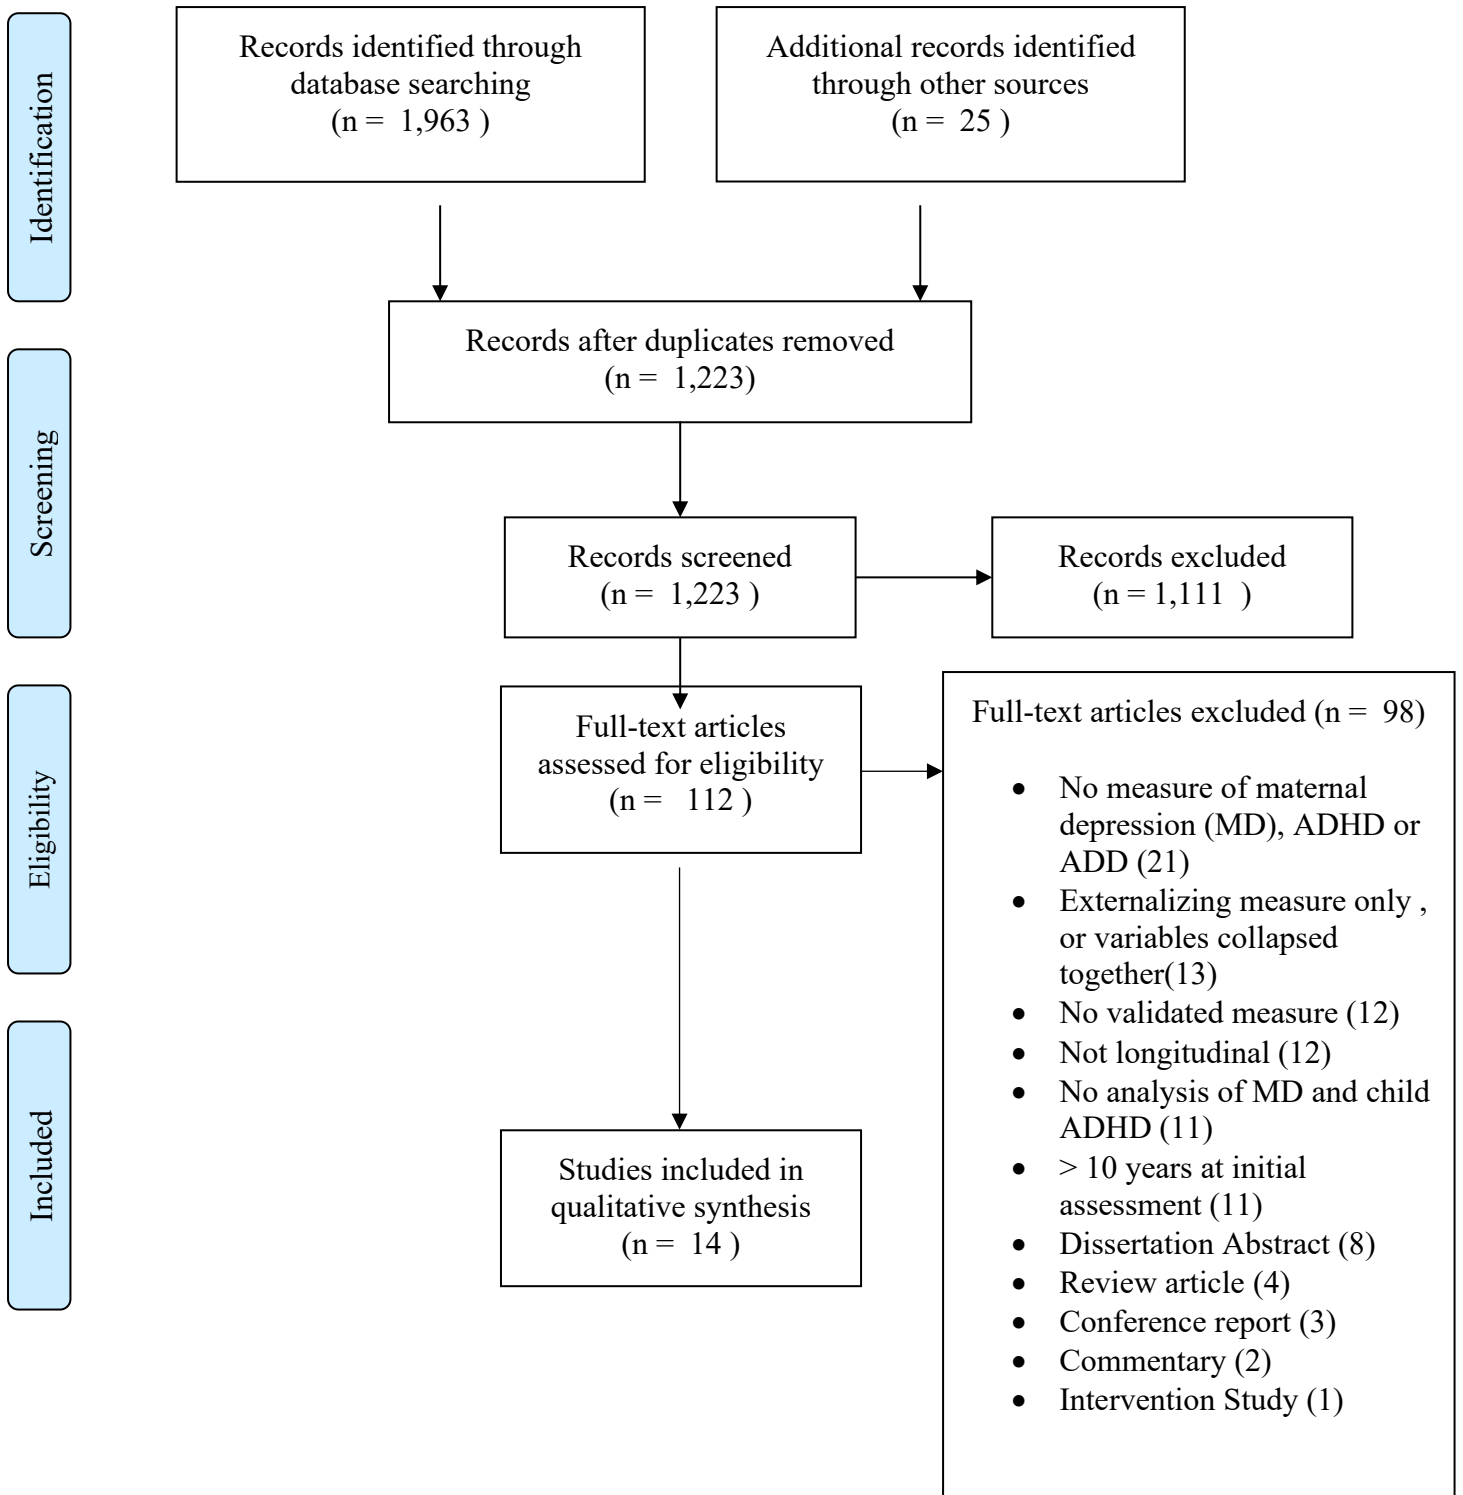 Identification
Records identified through
database searching
(n =  1,963 )
Additional records identified
through other sources
(n =  25 )
Records after duplicates removed
(n =  1,223)
Screening
Records screened
(n =  1,223 )
Records excluded
(n = 1,111  )
Eligibility
Full-text articles
assessed for eligibility
(n =   112 )
Full-text articles excluded (n =  98)
• No measure of maternal
depression (MD), ADHD or
ADD (21)
• Externalizing measure only ,
or variables collapsed
together(13)
• No validated measure (12)
• Not longitudinal (12)
• No analysis of MD and child
ADHD (11)
• > 10 years at initial
assessment (11)
• Dissertation Abstract (8)
• Review article (4)
• Conference report (3)
• Commentary (2)
• Intervention Study (1)
Included
Studies included in
qualitative synthesis
(n =  14 )